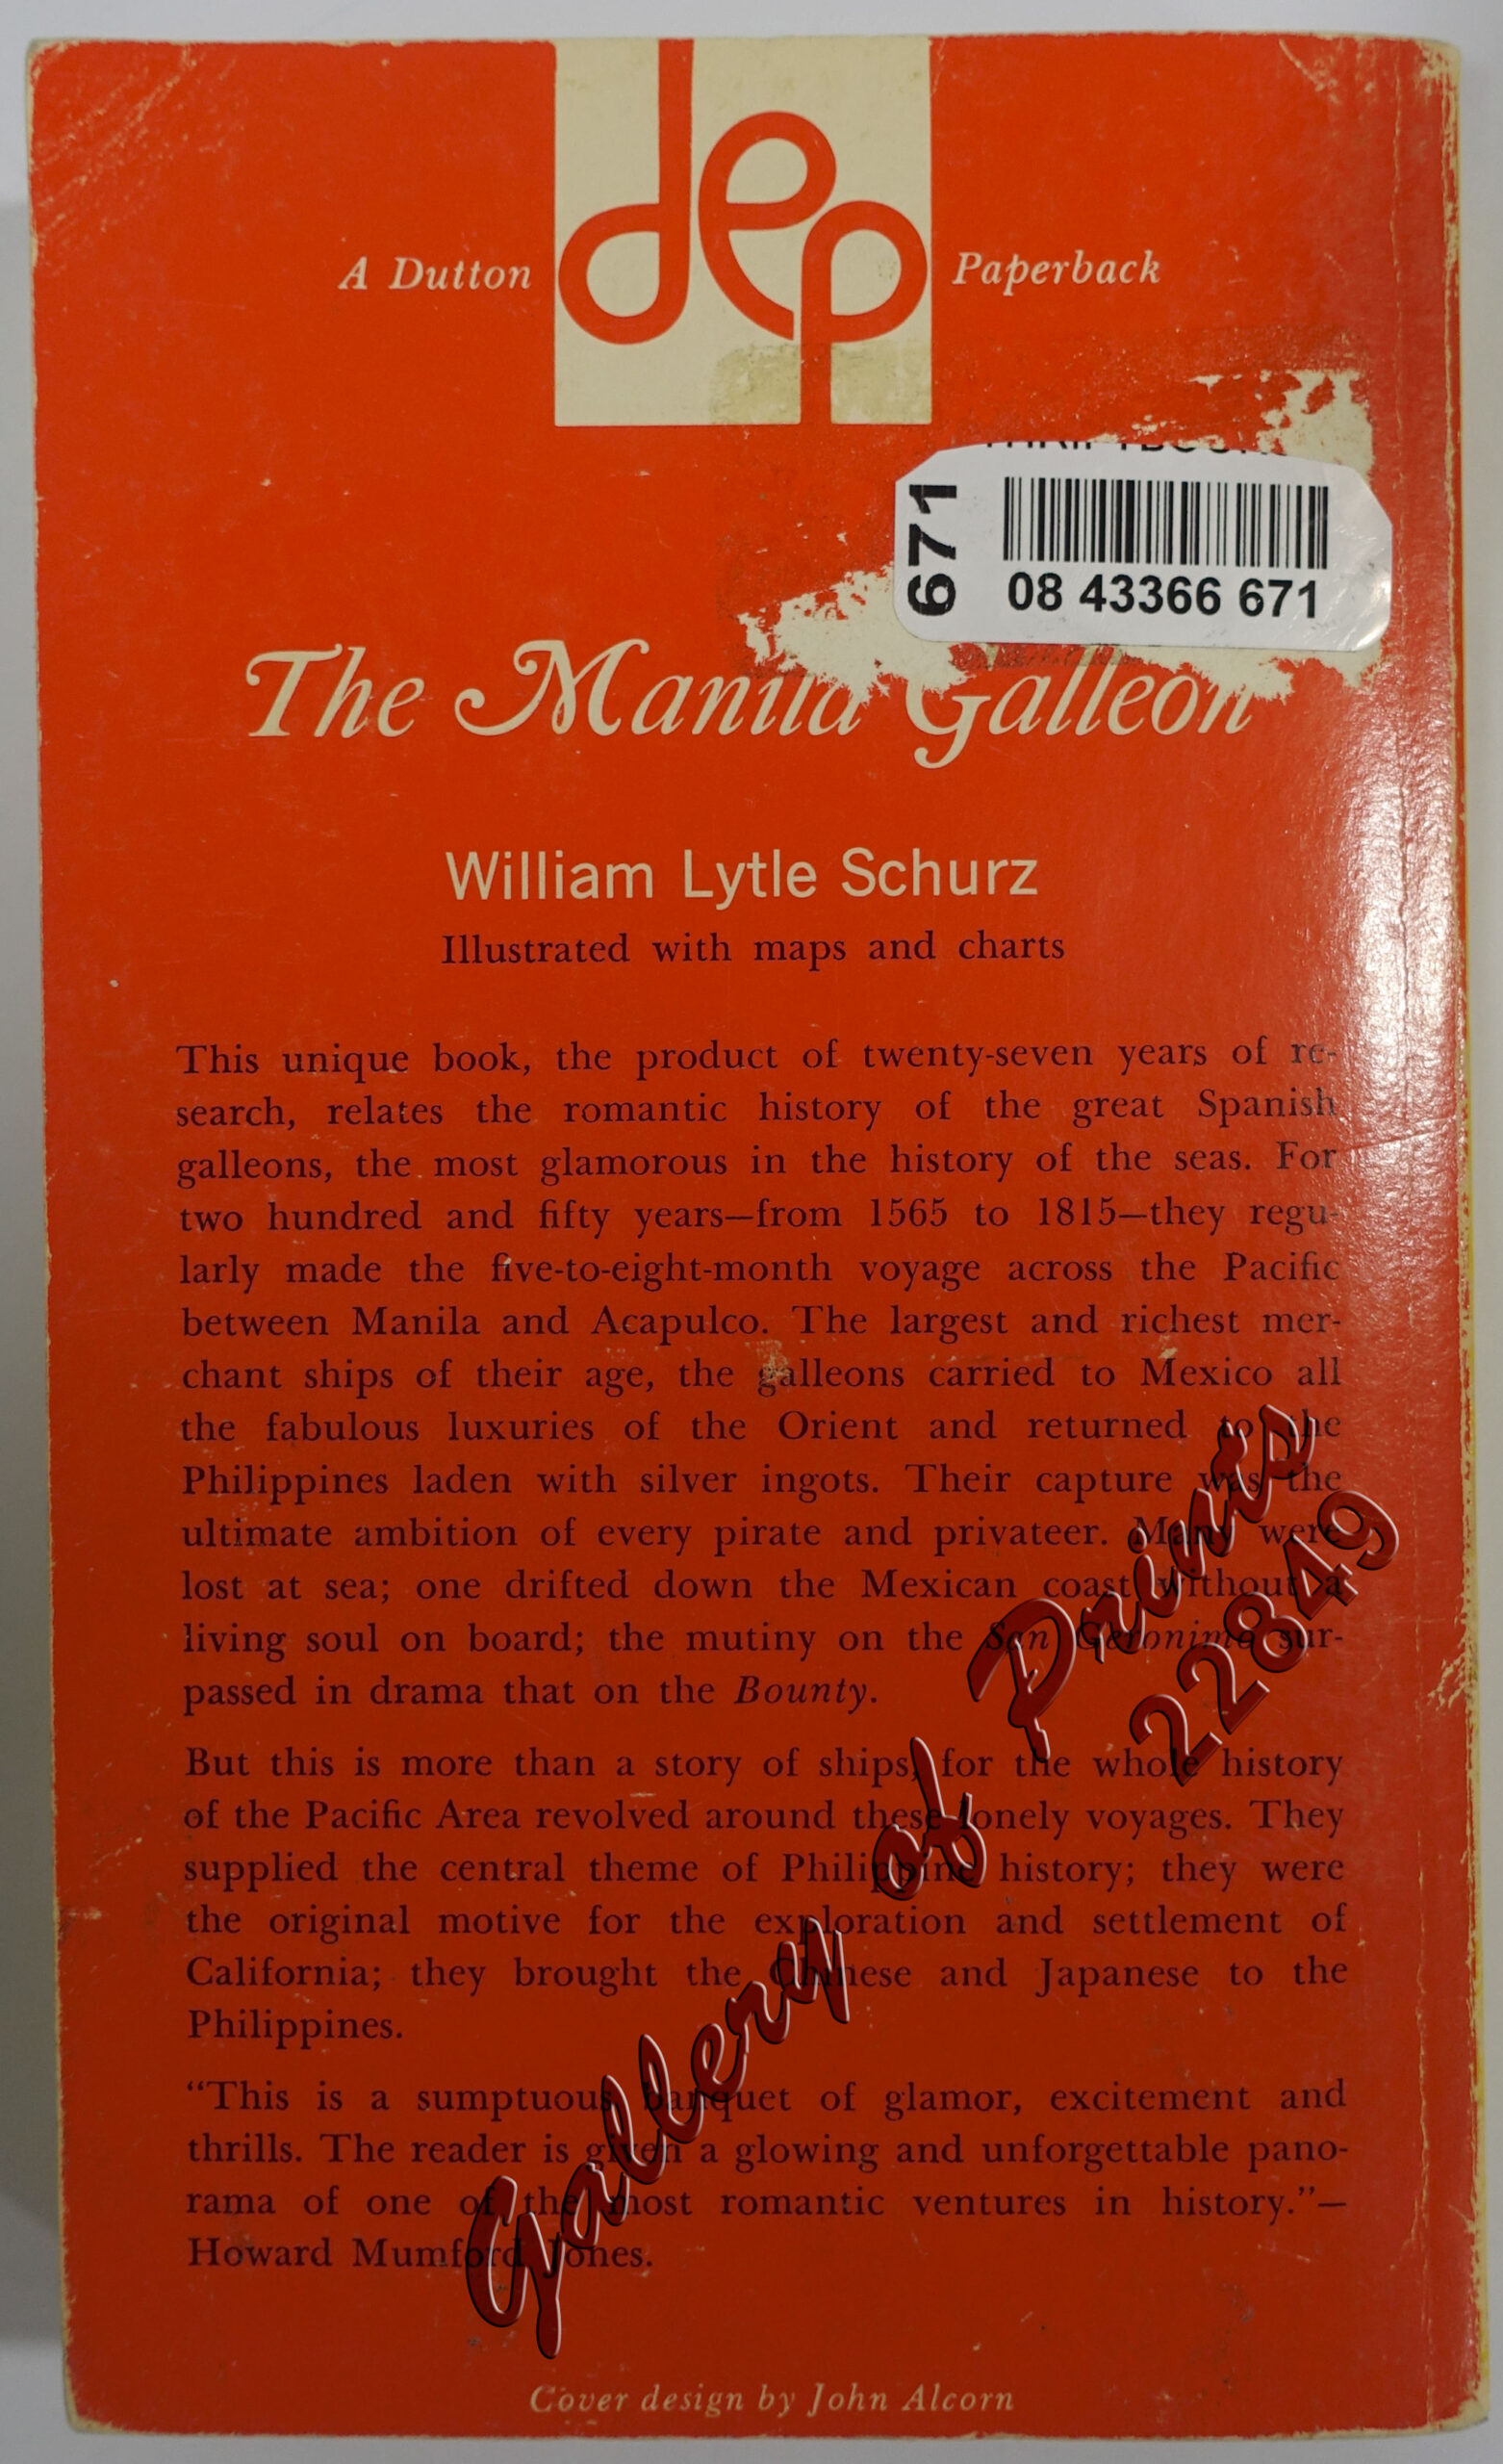 dep
A Dutton
Paperback
671
08 43366 671
The Manila Galleon
William Lytle Schurz
Illustrated with maps and charts
This unique book, the product of twenty-seven years of re-
search, relates the romantic history of the great Spanish
galleons, the most glamorous in the history of the seas. For
two hundred and fifty years—from 1565 to 1815—they regu-
larly made the five-to-eight-month voyage across the Pacific
between Manila and Acapulco. The largest and richest mer-
chant ships of their age, the galleons carried to Mexico all
the fabulous luxuries of the Orient and returned to the
Philippines laden with silver ingots. Their capture was the
ultimate ambition of every pirate and privateer. Many were
lost at sea; one drifted down the Mexican coast without a
living soul on board; the mutiny on the San Geronimo sur-
passed in drama that on the Bounty.
But this is more than a story of ships, for the whole history
of the Pacific Area revolved around these lonely voyages. They
supplied the central theme of Philippine history; they were
the original motive for the exploration and settlement of
California; they brought the Chinese and Japanese to the
Philippines.
“This is a sumptuous banquet of glamor, excitement and
thrills. The reader is given a glowing and unforgettable pano-
rama of one of the most romantic ventures in history.”—
Howard Mumford Jones.
Cover design by John Alcorn
Gallery of Prints
22849